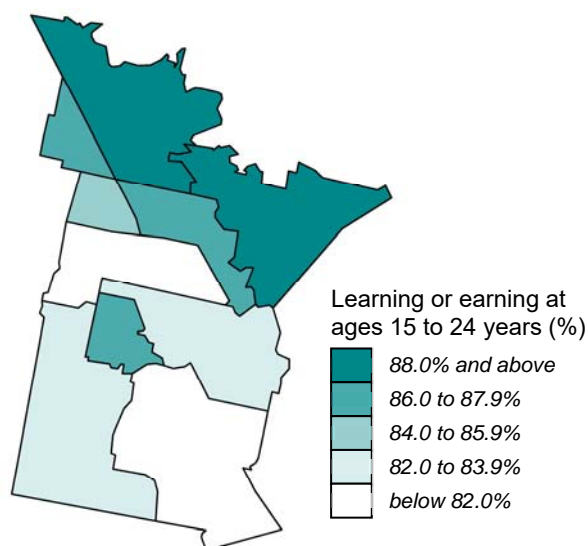 Learning or earning at
ages 15 to 24 years (%)
88.0% and above
86.0 to 87.9%
84.0 to 85.9%
82.0 to 83.9%
below 82.0%